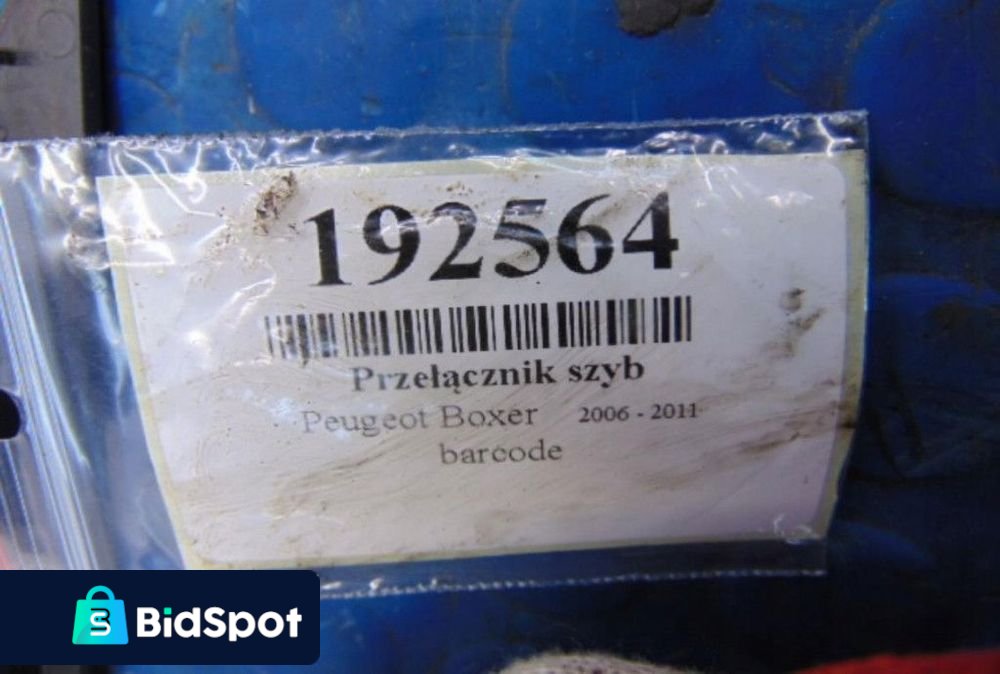 192564
Przełącznik szyb
Peugeot Boxer 2006 - 2011
barcode
BidSpot